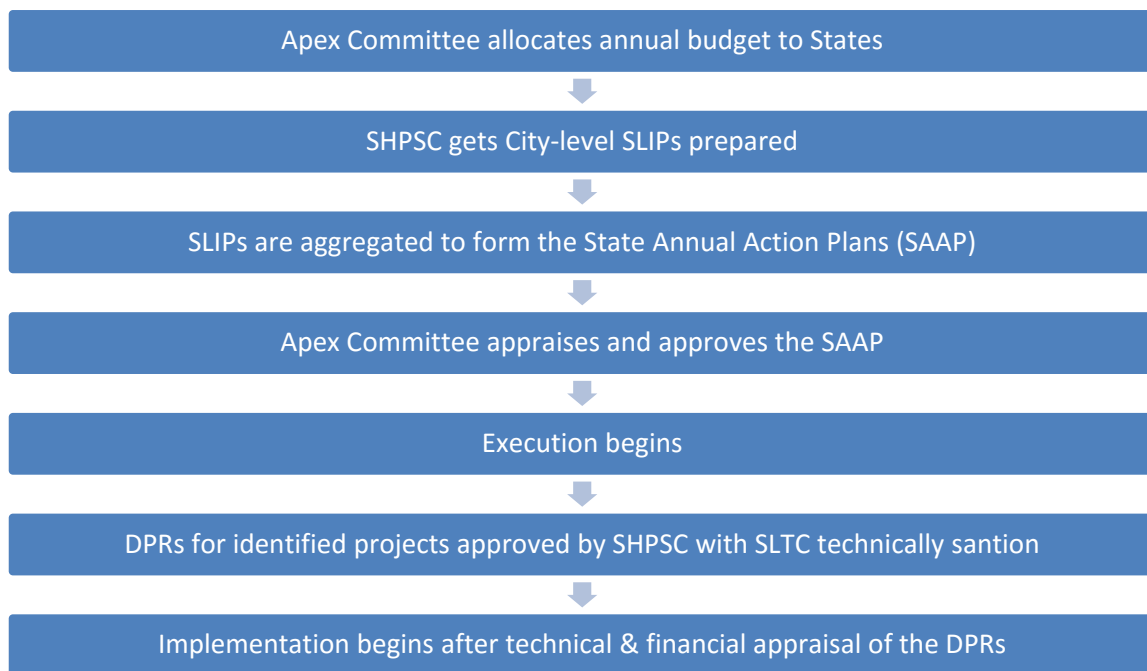 Apex Committee allocates annual budget to States
SHPSC gets City-level SLIPs prepared
SLIPs are aggregated to form the State Annual Action Plans (SAAP)
Apex Committee appraises and approves the SAAP
Execution begins
DPRs for identified projects approved by SHPSC with SLTC technically santion
Implementation begins after technical & financial appraisal of the DPRs